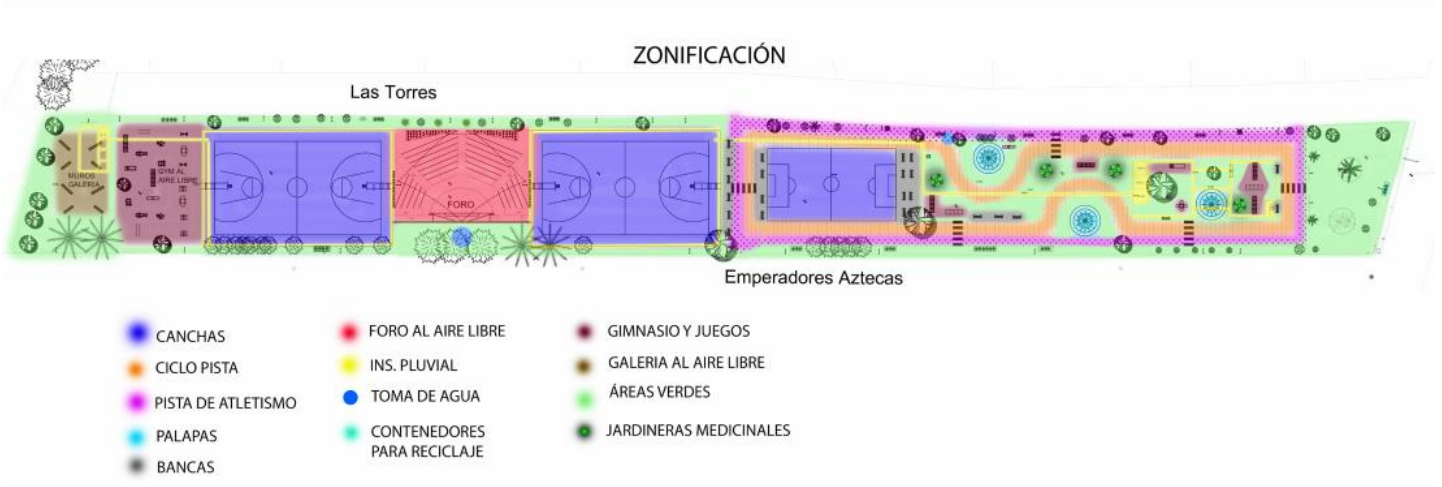 ZONIFICACIÓN
Las Torres
MUROS
GALERIA
GYM AL
AIRE LIBRE
FORO
Emperadores Aztecas
CANCHAS
CICLO PISTA
PISTA DE ATLETISMO
PALAPAS
BANCAS
FORO AL AIRE LIBRE
INS. PLUVIAL
TOMA DE AGUA
CONTENEDORES
PARA RECICLAJE
GIMNASIO Y JUEGOS
GALERIA AL AIRE LIBRE
ÁREAS VERDES
JARDINERAS MEDICINALES